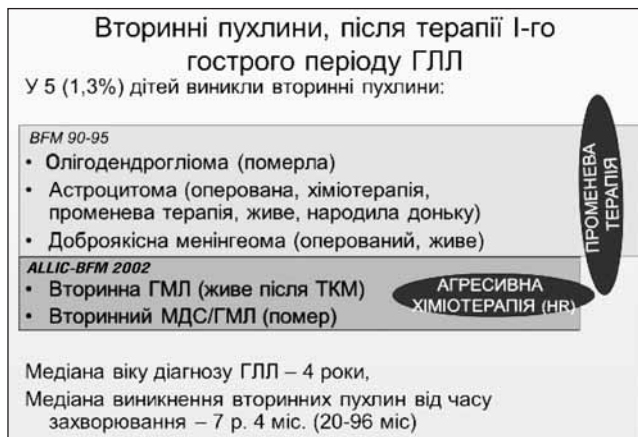 Вторинні пухлини, після терапії І-го
гострого періоду ГЛЛ
У 5 (1,3%) дітей виникли вторинні пухлини:
BFM 90-95
• Олігодендрогліома (померла)
• Астроцитома (оперована, хіміотерапія,
променева терапія, живе, народила доньку)
• Доброякісна менінгеома (оперований, живе)
ПРОМЕНЕВА
ТЕРАПІЯ
ALLIC-BFM 2002
• Вторинна ГМЛ (живе після ТКМ)
• Вторинний МДС/ГМЛ (помер)
АГРЕСИВНА
ХІМІОТЕРАПІЯ (HR)
Медіана віку діагнозу ГЛЛ – 4 роки,
Медіана виникнення вторинних пухлин від часу
захворювання – 7 р. 4 міс. (20-96 міс)